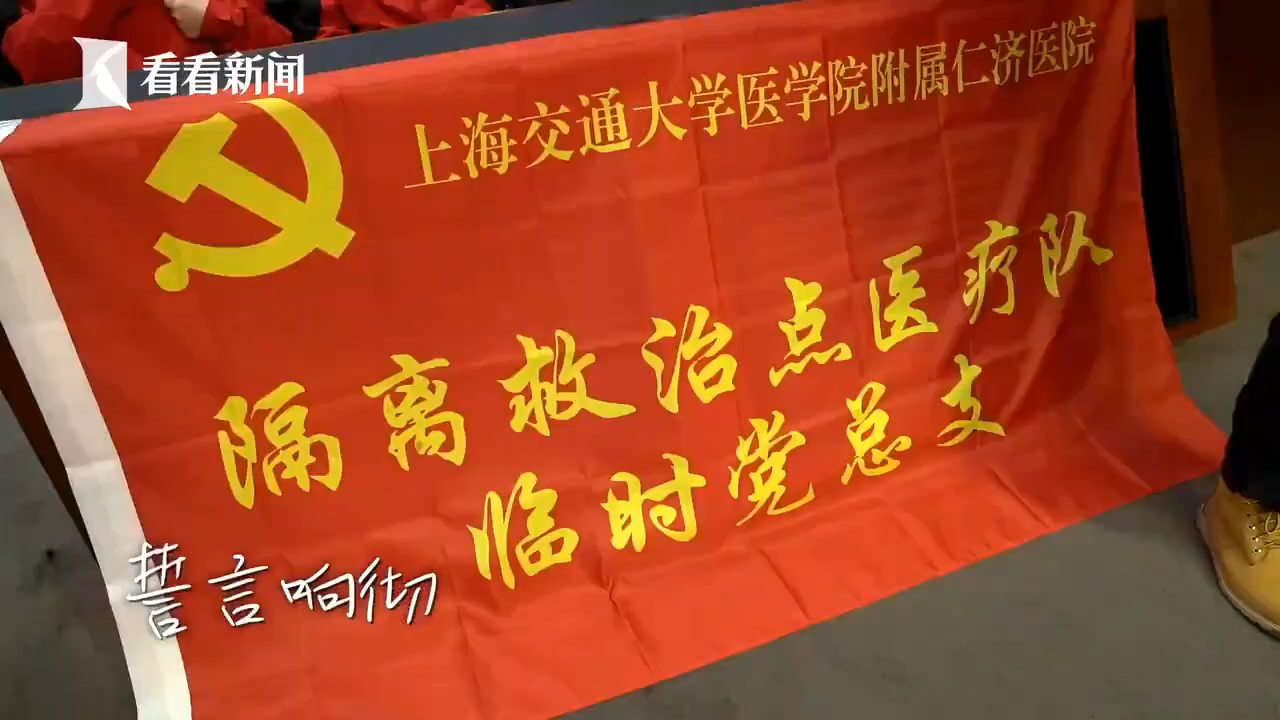 看看新闻
上海交通大学医学院附属仁济医院
隔离救治点医疗队
临时党总支
誓言响彻